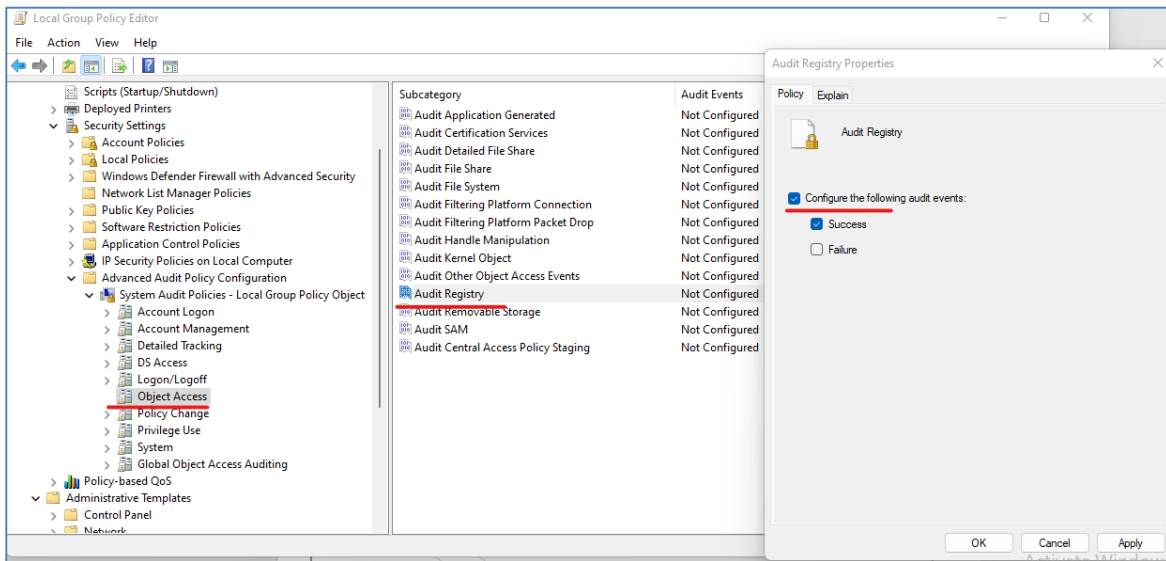 Local Group Policy Editor
File Action View Help
Scripts (Startup/Shutdown)
Deployed Printers
Security Settings
Account Policies
Local Policies
Windows Defender Firewall with Advanced Security
Network List Manager Policies
Public Key Policies
Software Restriction Policies
Application Control Policies
IP Security Policies on Local Computer
Advanced Audit Policy Configuration
System Audit Policies - Local Group Policy Object
Account Logon
Account Management
Detailed Tracking
DS Access
Logon/Logoff
Object Access
Policy Change
Privilege Use
System
Global Object Access Auditing
Policy-based QoS
Administrative Templates
Control Panel
Network
Subcategory Audit Events
Audit Application Generated Not Configured
Audit Certification Services Not Configured
Audit Detailed File Share Not Configured
Audit File Share Not Configured
Audit File System Not Configured
Audit Filtering Platform Connection Not Configured
Audit Filtering Platform Packet Drop Not Configured
Audit Handle Manipulation Not Configured
Audit Kernel Object Not Configured
Audit Other Object Access Events Not Configured
Audit Registry Not Configured
Audit Removable Storage Not Configured
Audit SAM Not Configured
Audit Central Access Policy Staging Not Configured
Audit Registry Properties
Policy Explain
Audit Registry
Configure the following audit events:
Success
Failure
OK Cancel Apply
Activate Windows